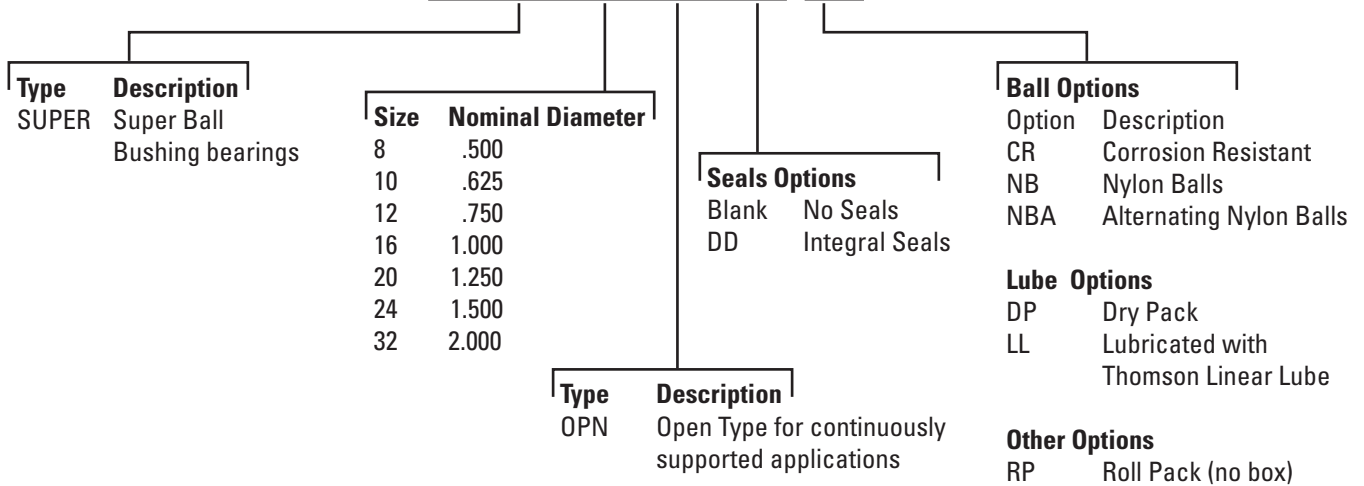 Type Description
SUPER Super Ball
Bushing bearings
Size Nominal Diameter
8 .500
10 .625
12 .750
16 1.000
20 1.250
24 1.500
32 2.000
Type Description
OPN Open Type for continuously
supported applications
Seals Options
Blank No Seals
DD Integral Seals
Ball Options
Option Description
CR Corrosion Resistant
NB Nylon Balls
NBA Alternating Nylon Balls
Lube Options
DP Dry Pack
LL Lubricated with
Thomson Linear Lube
Other Options
RP Roll Pack (no box)